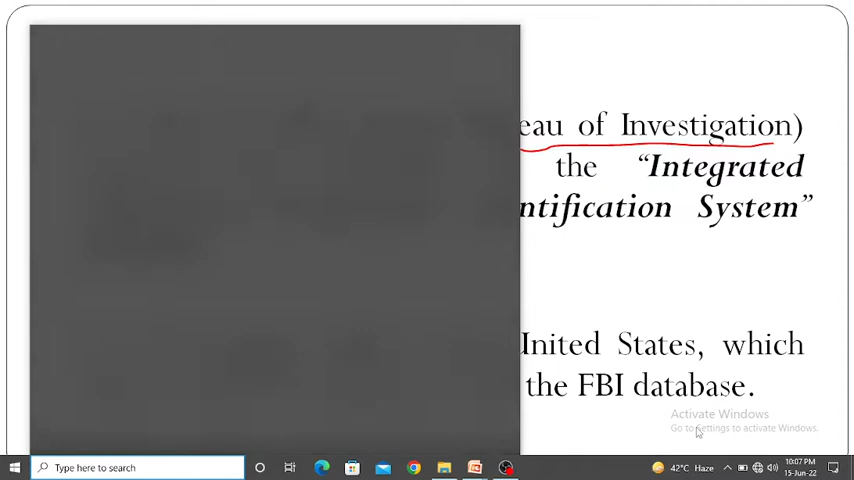 eau of Investigation)
the “Integrated
ntification System”
United States, which
the FBI database.
Activate Windows
Go to Settings to activate Windows.
Type here to search
42°C Haze
10:07 PM
15-Jun-22